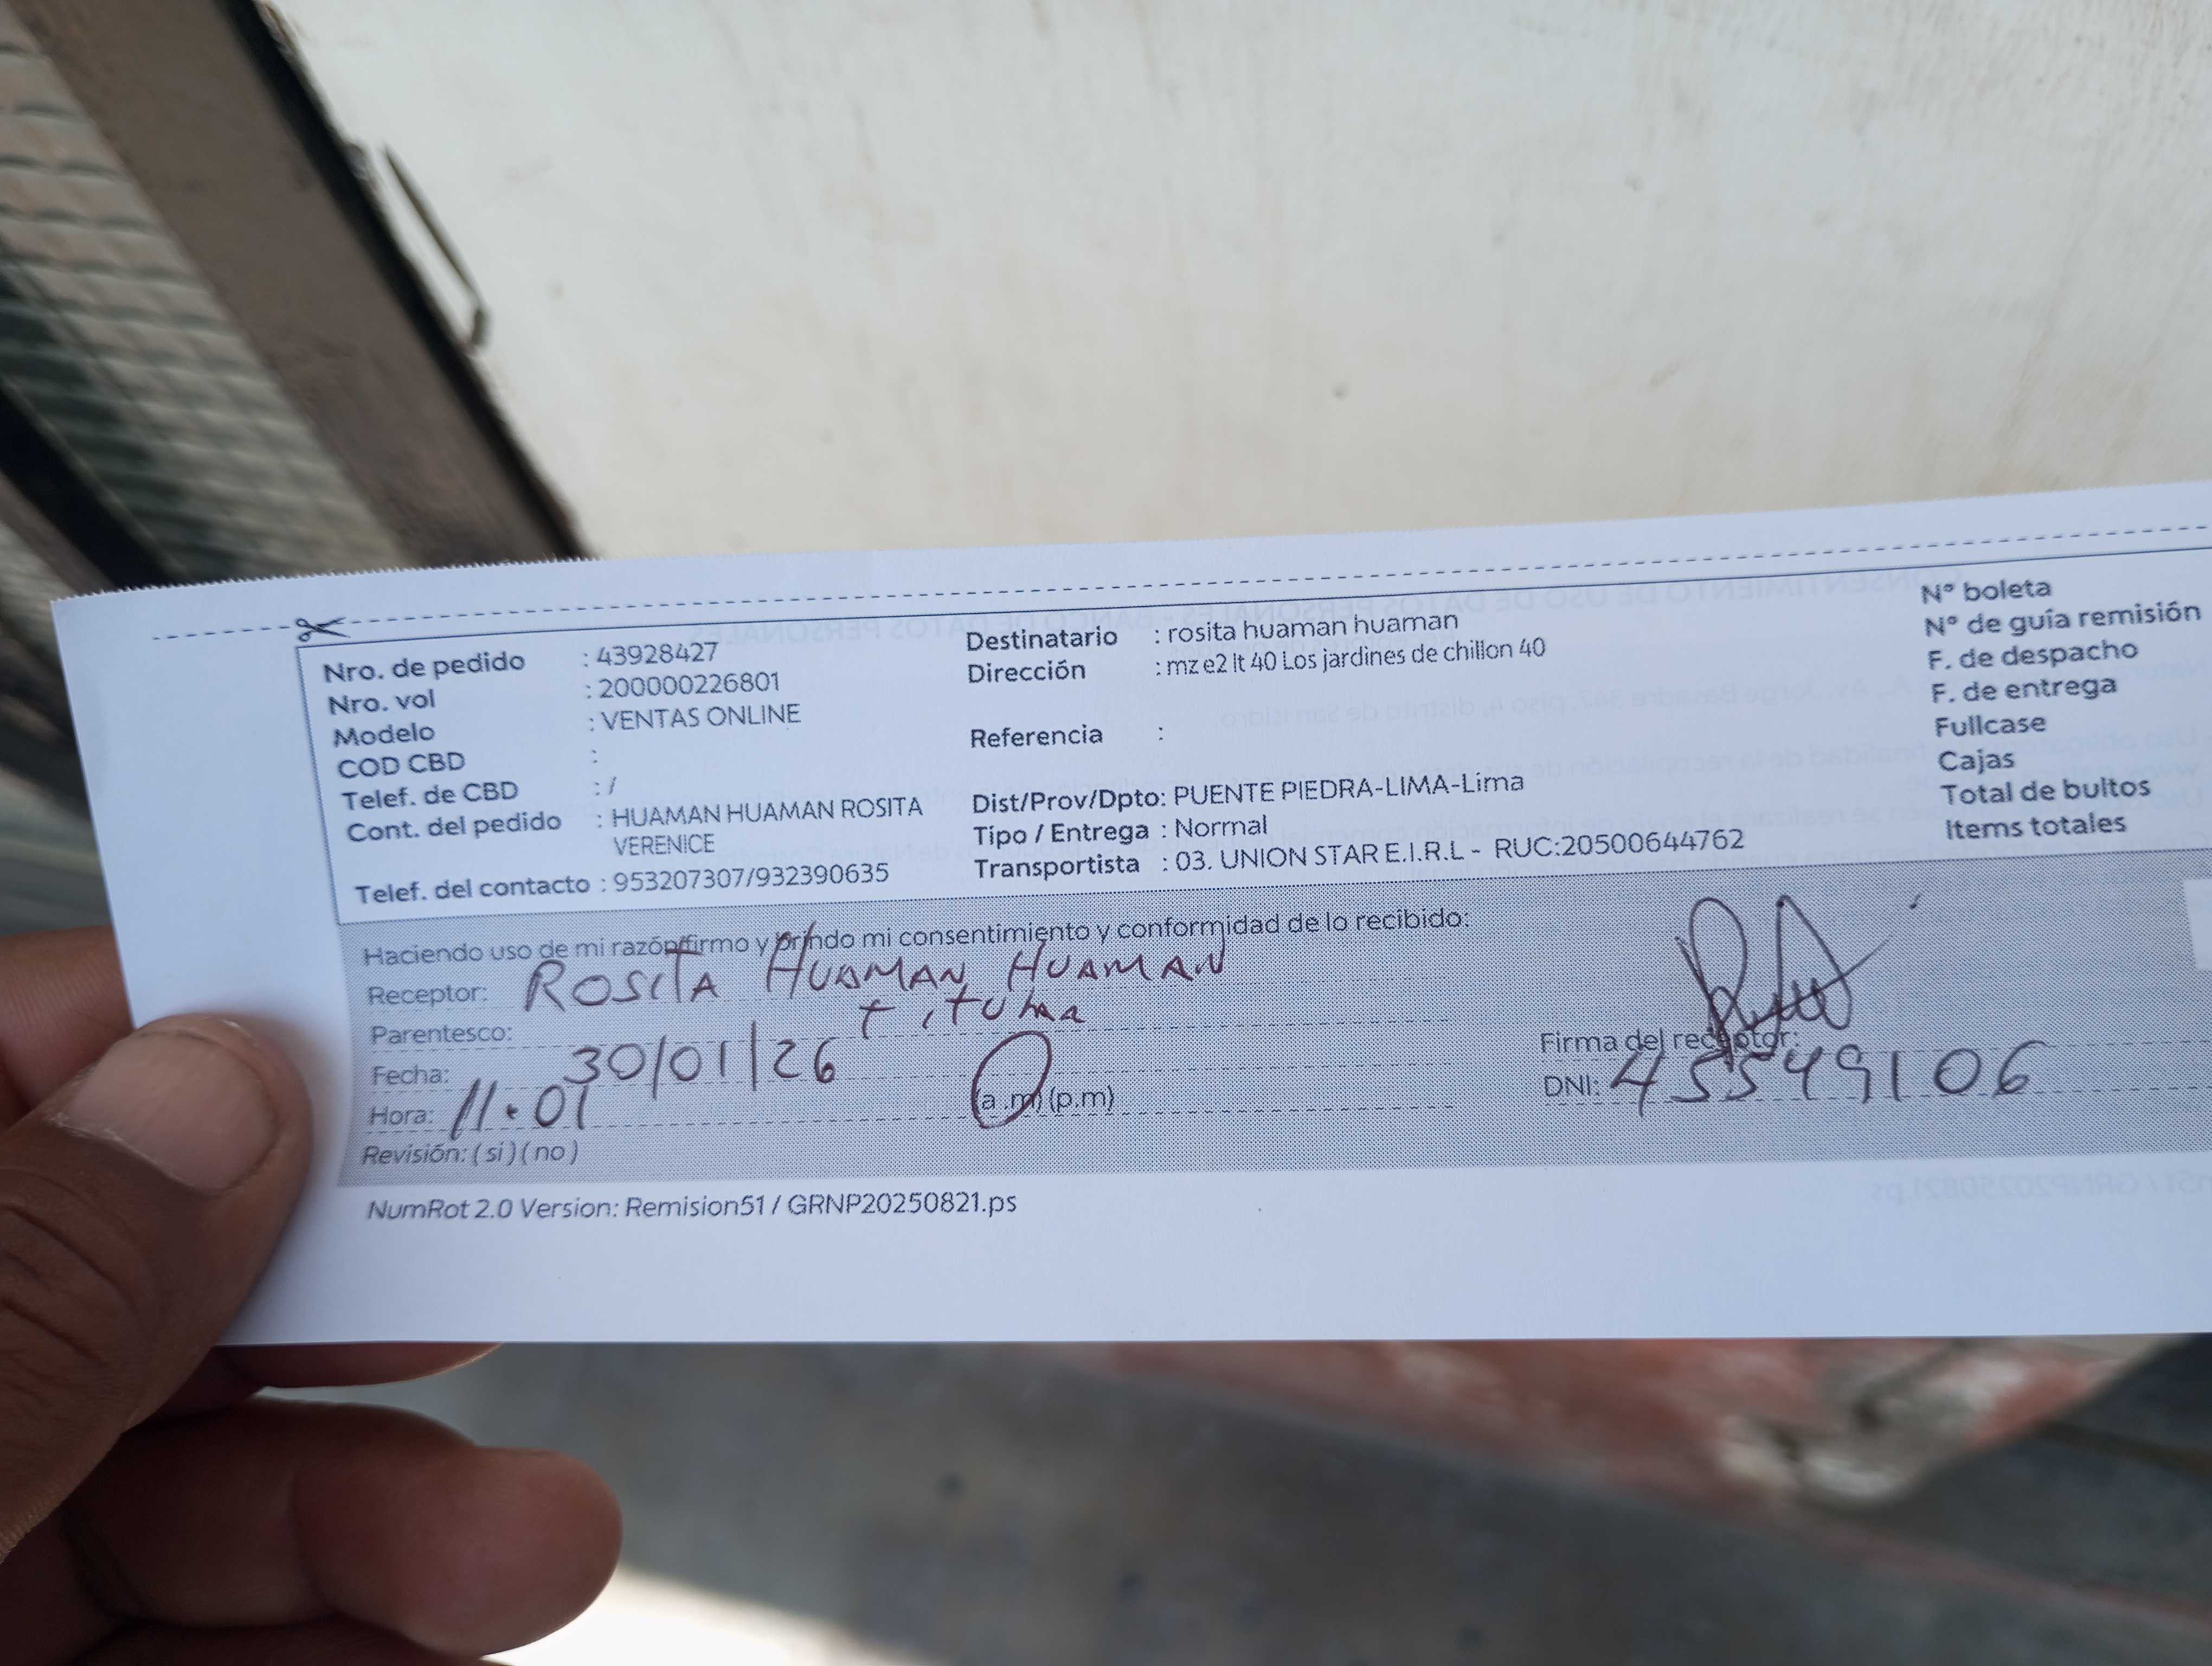 Nro. de pedido : 43928427
Nro. vol : 200000226801
Modelo : VENTAS ONLINE
COD CBD :
Telef. de CBD : /
Cont. del pedido : HUAMAN HUAMAN ROSITA
VERENICE
Telef. del contacto : 953207307/932390635
Destinatario : rosita huaman huaman
Dirección : mz e2 lt 40 Los jardines de chillon 40
Referencia :
Dist/Prov/Dpto: PUENTE PIEDRA-LIMA-Lima
Tipo / Entrega : Normal
Transportista : 03. UNION STAR E.I.R.L - RUC:20500644762
N° boleta
N° de guía remisión
F. de despacho
F. de entrega
Fullcase
Cajas
Total de bultos
Items totales
Haciendo uso de mi razón firmo y brindo mi consentimiento y conformidad de lo recibido:
Receptor: ROSITA HUAMAN HUAMAN
Parentesco:
Fecha: 30/01/26
Hora: 11.01 (a.m) (p.m)
Revisión: ( si ) ( no )
Firma del receptor:
DNI: 45549106
NumRot 2.0 Version: Remision51 / GRNP20250821.ps